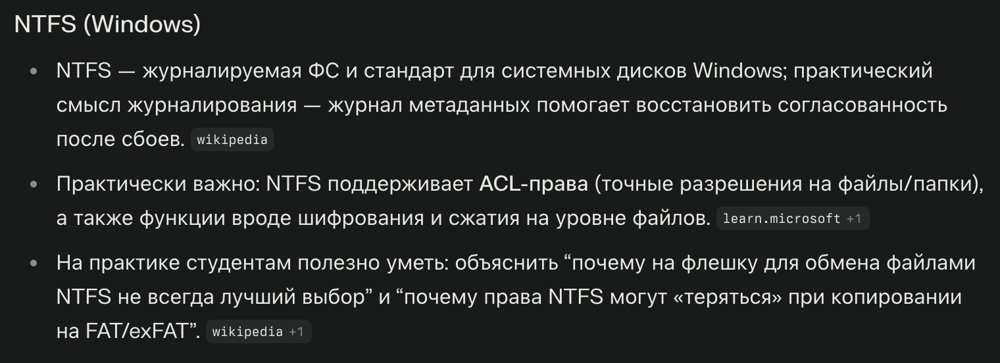 NTFS (Windows)
• NTFS — журналируемая ФС и стандарт для системных дисков Windows; практический
смысл журналирования — журнал метаданных помогает восстановить согласованность
после сбоев. wikipedia
• Практически важно: NTFS поддерживает ACL-права (точные разрешения на файлы/папки),
а также функции вроде шифрования и сжатия на уровне файлов. learn.microsoft +1
• На практике студентам полезно уметь: объяснить “почему на флешку для обмена файлами
NTFS не всегда лучший выбор” и “почему права NTFS могут «теряться» при копировании
на FAT/exFAT”. wikipedia +1